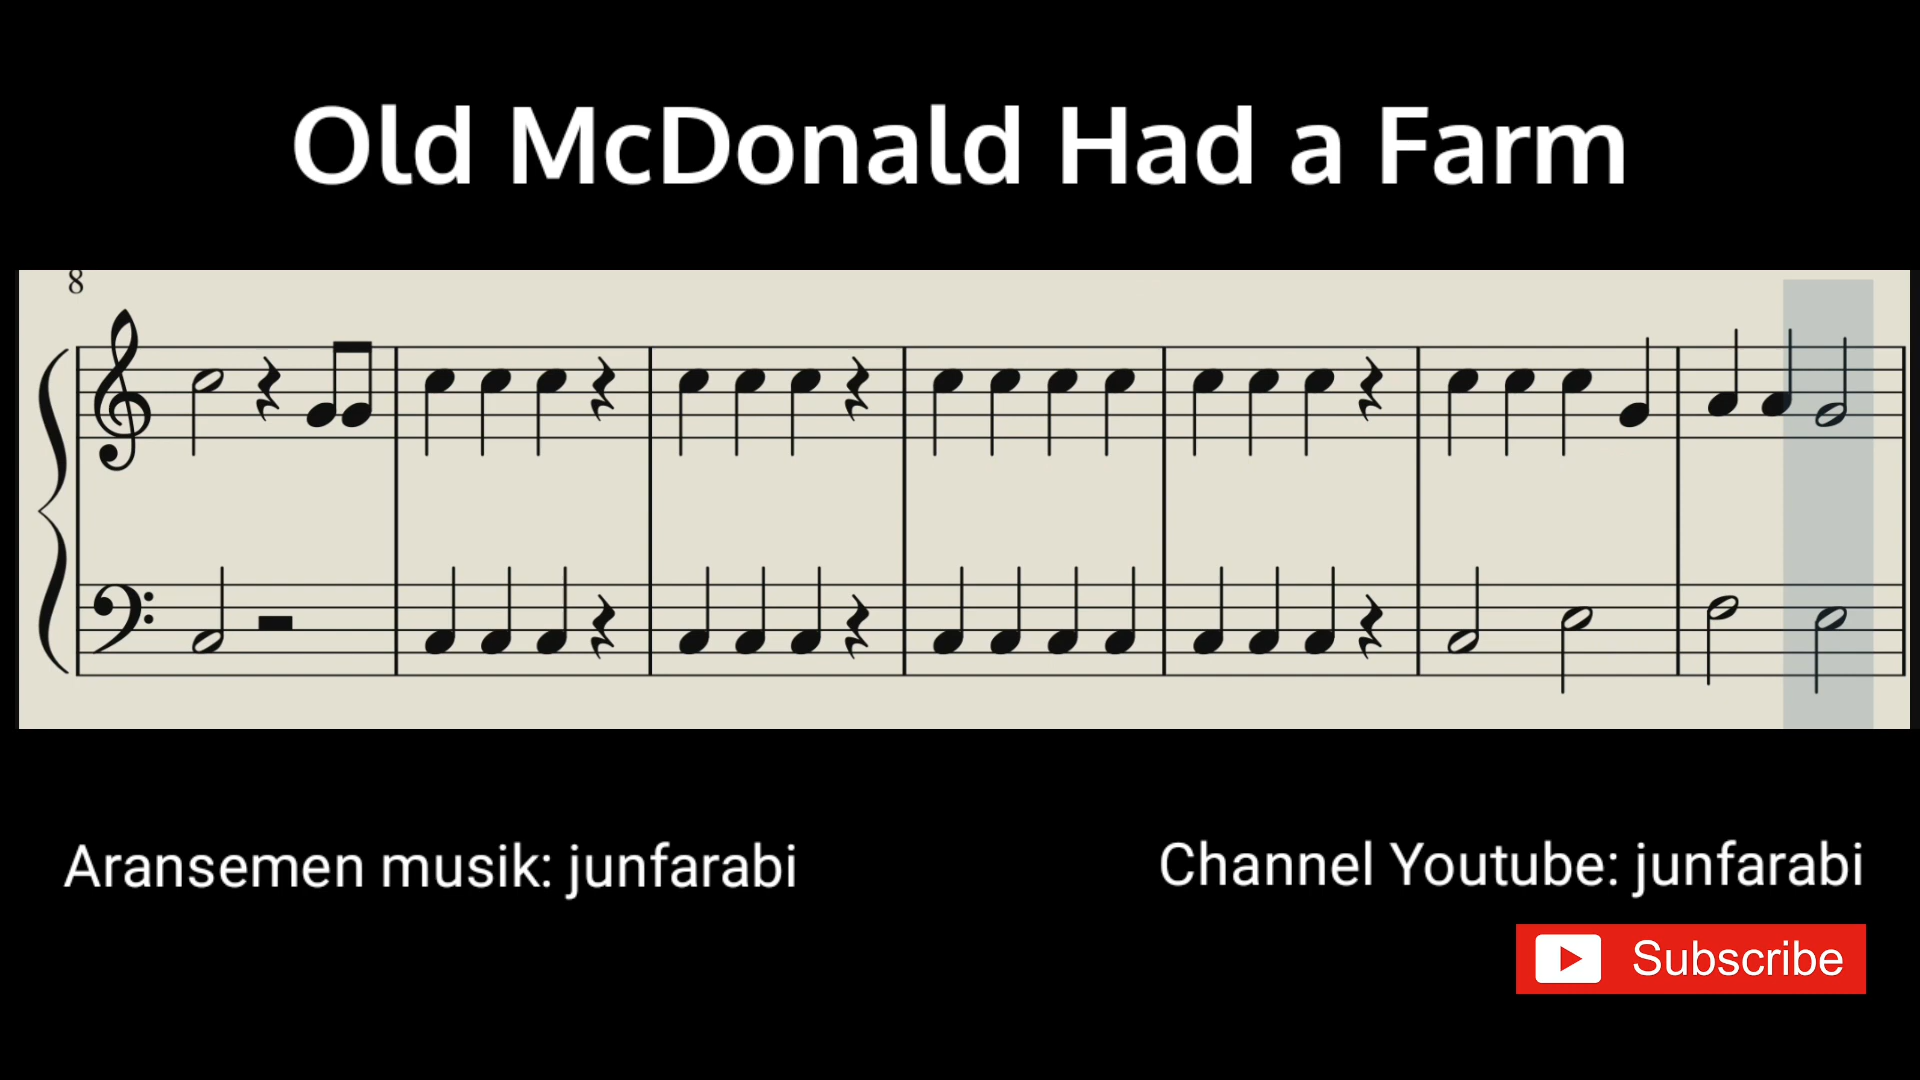 Old McDonald Had a Farm
8
Aransemen musik: junfarabi
Channel Youtube: junfarabi
Subscribe